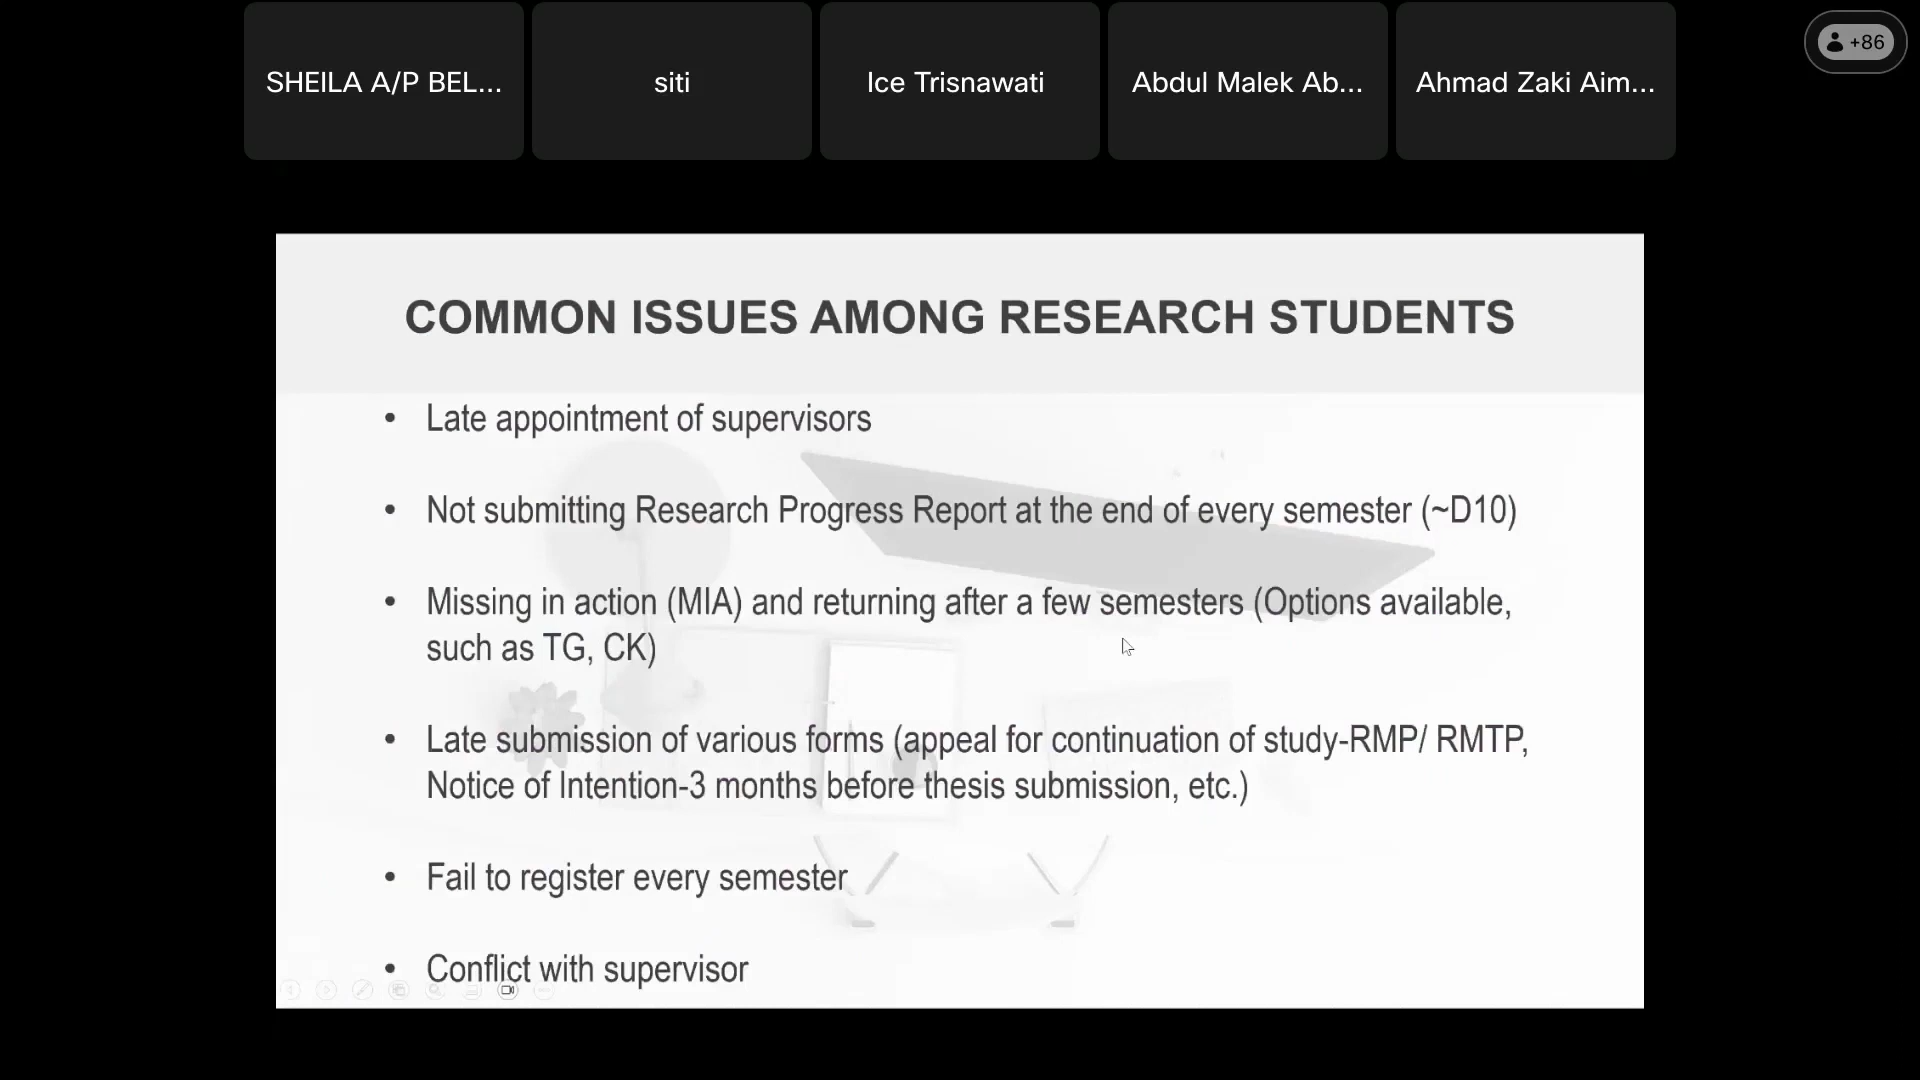 SHEILA A/P BEL...
siti
Ice Trisnawati
Abdul Malek Ab...
Ahmad Zaki Aim...
+86
COMMON ISSUES AMONG RESEARCH STUDENTS
• Late appointment of supervisors
• Not submitting Research Progress Report at the end of every semester (~D10)
• Missing in action (MIA) and returning after a few semesters (Options available,
such as TG, CK)
• Late submission of various forms (appeal for continuation of study-RMP/ RMTP,
Notice of Intention-3 months before thesis submission, etc.)
• Fail to register every semester
• Conflict with supervisor